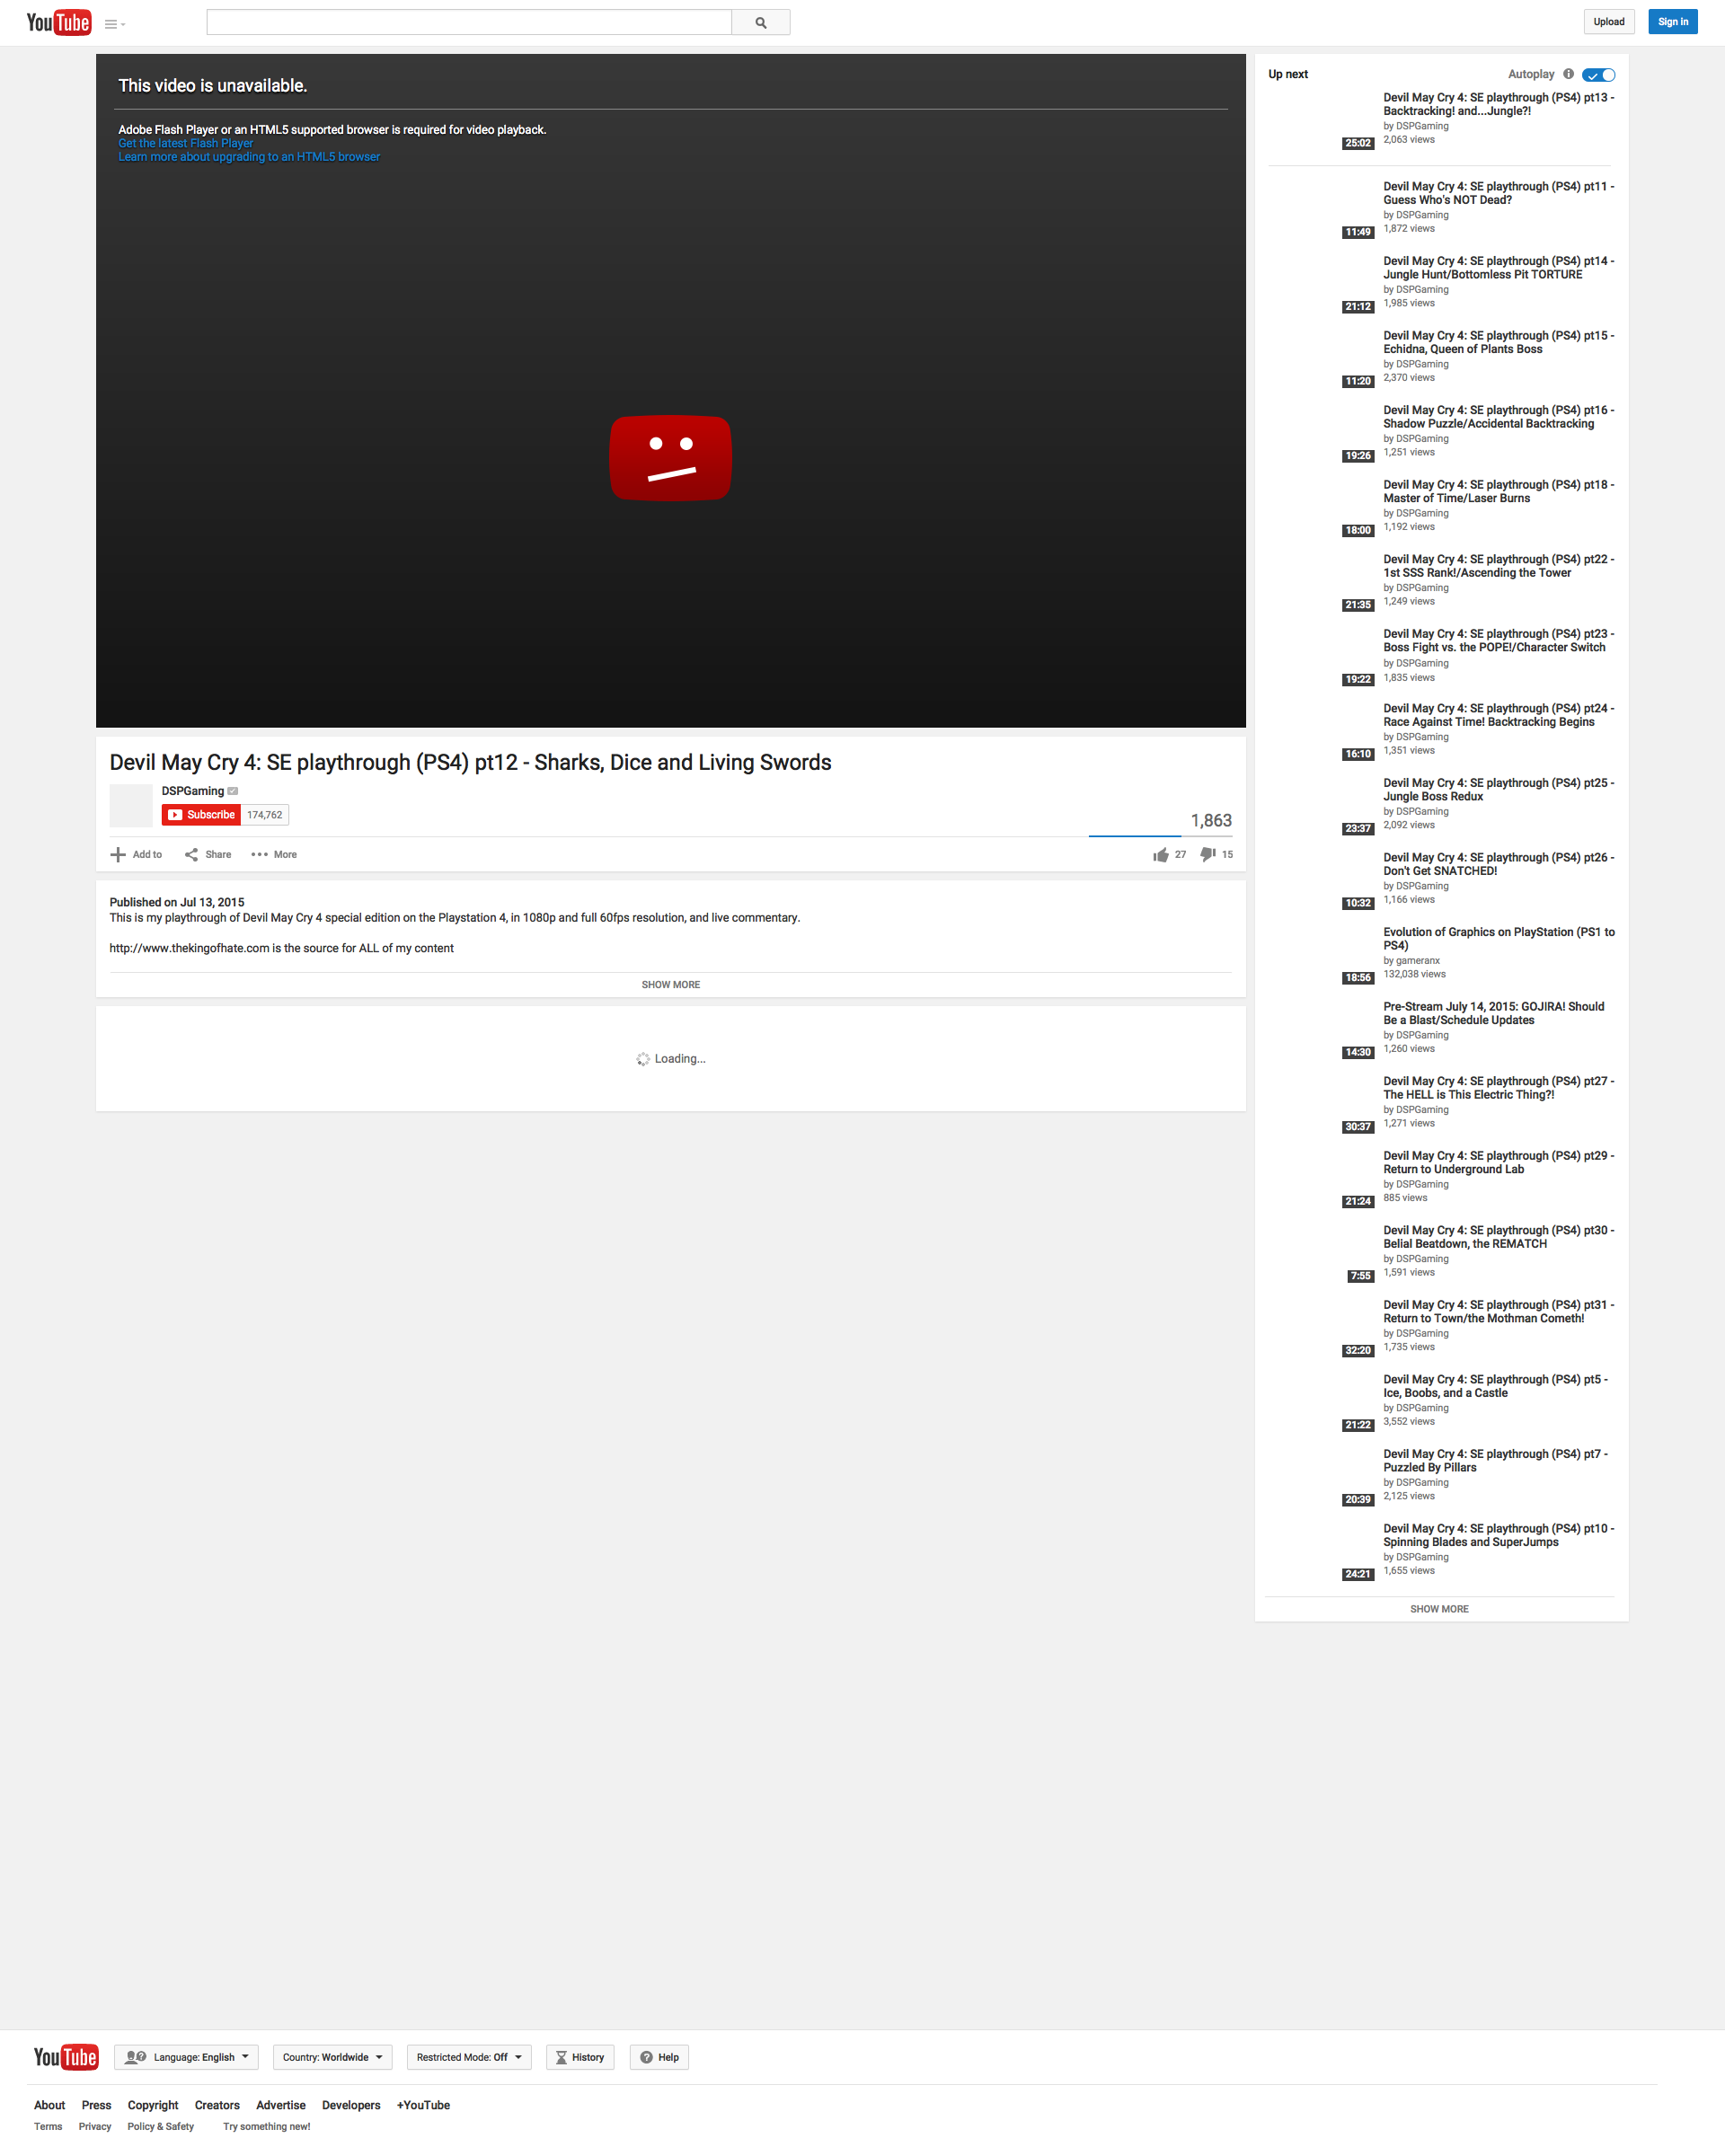 YouTube
Upload
Sign in
This video is unavailable.
Adobe Flash Player or an HTML5 supported browser is required for video playback.
Get the latest Flash Player
Learn more about upgrading to an HTML5 browser
Devil May Cry 4: SE playthrough (PS4) pt12 - Sharks, Dice and Living Swords
DSPGaming
Subscribe 174,762
1,863
Add to Share More
27 15
Published on Jul 13, 2015
This is my playthrough of Devil May Cry 4 special edition on the Playstation 4, in 1080p and full 60fps resolution, and live commentary.
http://www.thekingofhate.com is the source for ALL of my content
SHOW MORE
Loading...
Up next
Autoplay
Devil May Cry 4: SE playthrough (PS4) pt13 -
Backtracking! and...Jungle?!
by DSPGaming
25:02 2,063 views
Devil May Cry 4: SE playthrough (PS4) pt11 -
Guess Who's NOT Dead?
by DSPGaming
11:49 1,872 views
Devil May Cry 4: SE playthrough (PS4) pt14 -
Jungle Hunt/Bottomless Pit TORTURE
by DSPGaming
21:12 1,985 views
Devil May Cry 4: SE playthrough (PS4) pt15 -
Echidna, Queen of Plants Boss
by DSPGaming
11:20 2,370 views
Devil May Cry 4: SE playthrough (PS4) pt16 -
Shadow Puzzle/Accidental Backtracking
by DSPGaming
19:26 1,251 views
Devil May Cry 4: SE playthrough (PS4) pt18 -
Master of Time/Laser Burns
by DSPGaming
18:00 1,192 views
Devil May Cry 4: SE playthrough (PS4) pt22 -
1st SSS Rank!/Ascending the Tower
by DSPGaming
21:35 1,249 views
Devil May Cry 4: SE playthrough (PS4) pt23 -
Boss Fight vs. the POPE!/Character Switch
by DSPGaming
19:22 1,835 views
Devil May Cry 4: SE playthrough (PS4) pt24 -
Race Against Time! Backtracking Begins
by DSPGaming
16:10 1,351 views
Devil May Cry 4: SE playthrough (PS4) pt25 -
Jungle Boss Redux
by DSPGaming
23:37 2,092 views
Devil May Cry 4: SE playthrough (PS4) pt26 -
Don't Get SNATCHED!
by DSPGaming
10:32 1,166 views
Evolution of Graphics on PlayStation (PS1 to
PS4)
by gameranx
18:56 132,038 views
Pre-Stream July 14, 2015: GOJIRA! Should
Be a Blast/Schedule Updates
by DSPGaming
14:30 1,260 views
Devil May Cry 4: SE playthrough (PS4) pt27 -
The HELL is This Electric Thing?!
by DSPGaming
30:37 1,271 views
Devil May Cry 4: SE playthrough (PS4) pt29 -
Return to Underground Lab
by DSPGaming
21:24 885 views
Devil May Cry 4: SE playthrough (PS4) pt30 -
Belial Beatdown, the REMATCH
by DSPGaming
7:55 1,591 views
Devil May Cry 4: SE playthrough (PS4) pt31 -
Return to Town/the Mothman Cometh!
by DSPGaming
32:20 1,735 views
Devil May Cry 4: SE playthrough (PS4) pt5 -
Ice, Boobs, and a Castle
by DSPGaming
21:22 3,552 views
Devil May Cry 4: SE playthrough (PS4) pt7 -
Puzzled By Pillars
by DSPGaming
20:39 2,125 views
Devil May Cry 4: SE playthrough (PS4) pt10 -
Spinning Blades and SuperJumps
by DSPGaming
24:21 1,655 views
SHOW MORE
YouTube Language: English Country: Worldwide Restricted Mode: Off History Help
About Press Copyright Creators Advertise Developers +YouTube
Terms Privacy Policy & Safety Try something new!